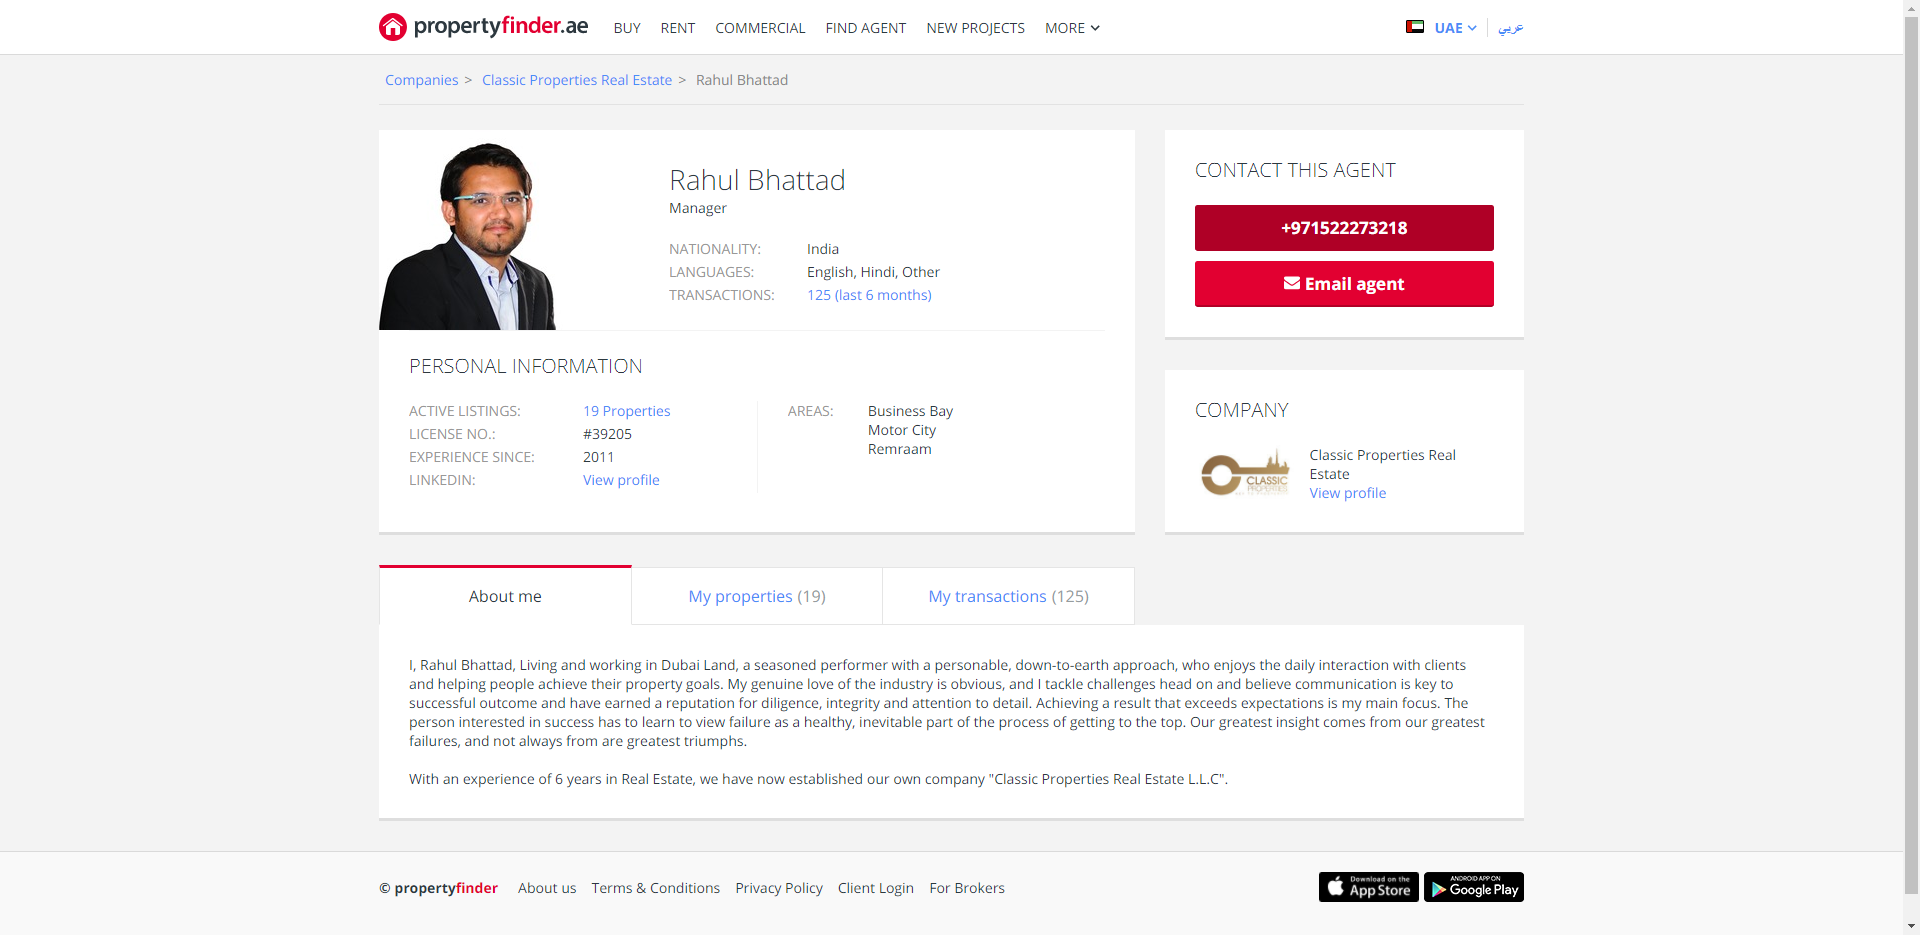 propertyfinder.ae
BUY
RENT
COMMERCIAL
FIND AGENT
NEW PROJECTS
MORE
UAE
عربي
Companies > Classic Properties Real Estate > Rahul Bhattad
Rahul Bhattad
Manager
NATIONALITY: India
LANGUAGES: English, Hindi, Other
TRANSACTIONS: 125 (last 6 months)
PERSONAL INFORMATION
ACTIVE LISTINGS: 19 Properties
LICENSE NO.: #39205
EXPERIENCE SINCE: 2011
LINKEDIN: View profile
AREAS: Business Bay
Motor City
Remraam
CONTACT THIS AGENT
+971522273218
Email agent
COMPANY
CLASSIC
PROPERTIES
Classic Properties Real
Estate
View profile
About me
My properties (19)
My transactions (125)
I, Rahul Bhattad, Living and working in Dubai Land, a seasoned performer with a personable, down-to-earth approach, who enjoys the daily interaction with clients
and helping people achieve their property goals. My genuine love of the industry is obvious, and I tackle challenges head on and believe communication is key to
successful outcome and have earned a reputation for diligence, integrity and attention to detail. Achieving a result that exceeds expectations is my main focus. The
person interested in success has to learn to view failure as a healthy, inevitable part of the process of getting to the top. Our greatest insight comes from our greatest
failures, and not always from are greatest triumphs.
With an experience of 6 years in Real Estate, we have now established our own company "Classic Properties Real Estate L.L.C".
© propertyfinder
About us
Terms & Conditions
Privacy Policy
Client Login
For Brokers
Download on the
App Store
ANDROID APP ON
Google Play